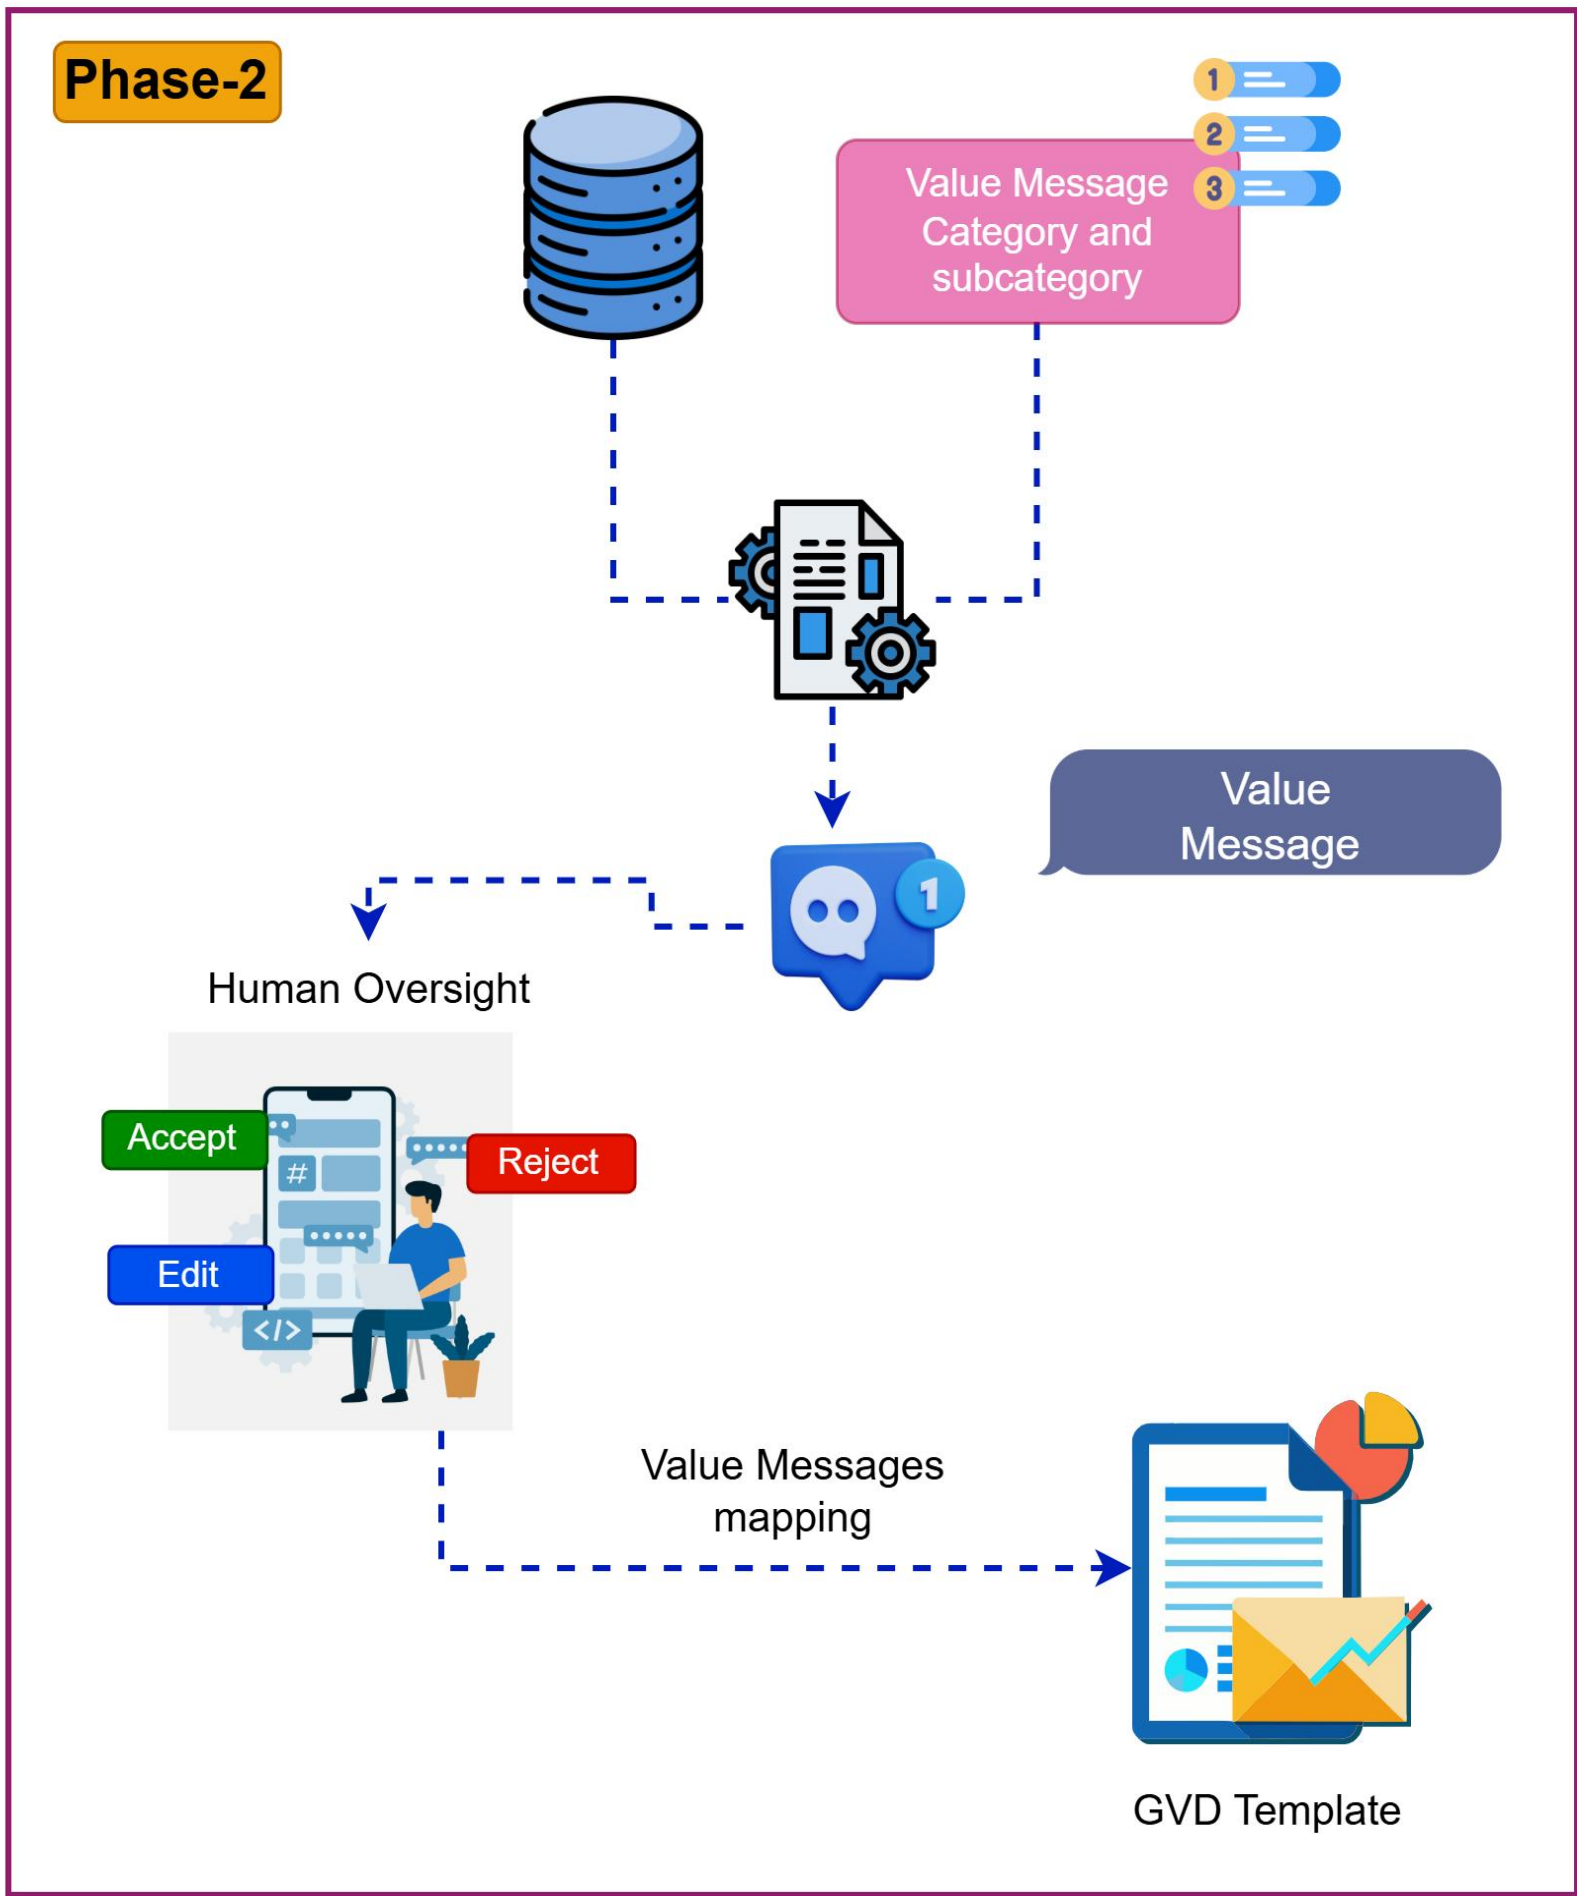 Phase-2
1
2
3
Value Message
Category and
subcategory
Value
Message
1
Human Oversight
Accept
Reject
#
Edit
</>
Value Messages
mapping
GVD Template